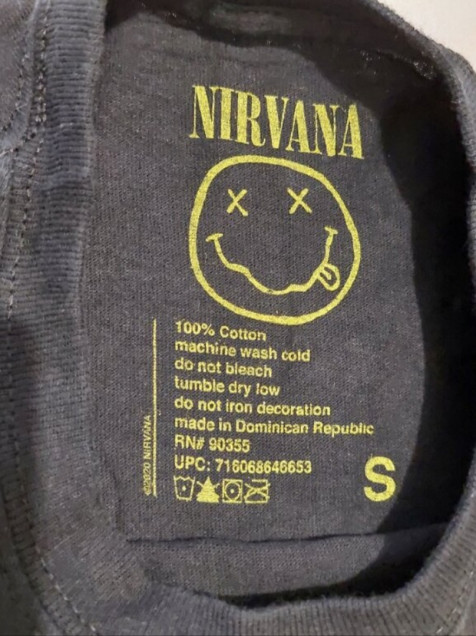 NIRVANA
X X
100% Cotton
machine wash cold
do not bleach
tumble dry low
do not iron decoration
made in Dominican Republic
RN# 90355
UPC: 716068646653
©2020 NIRVANA
S